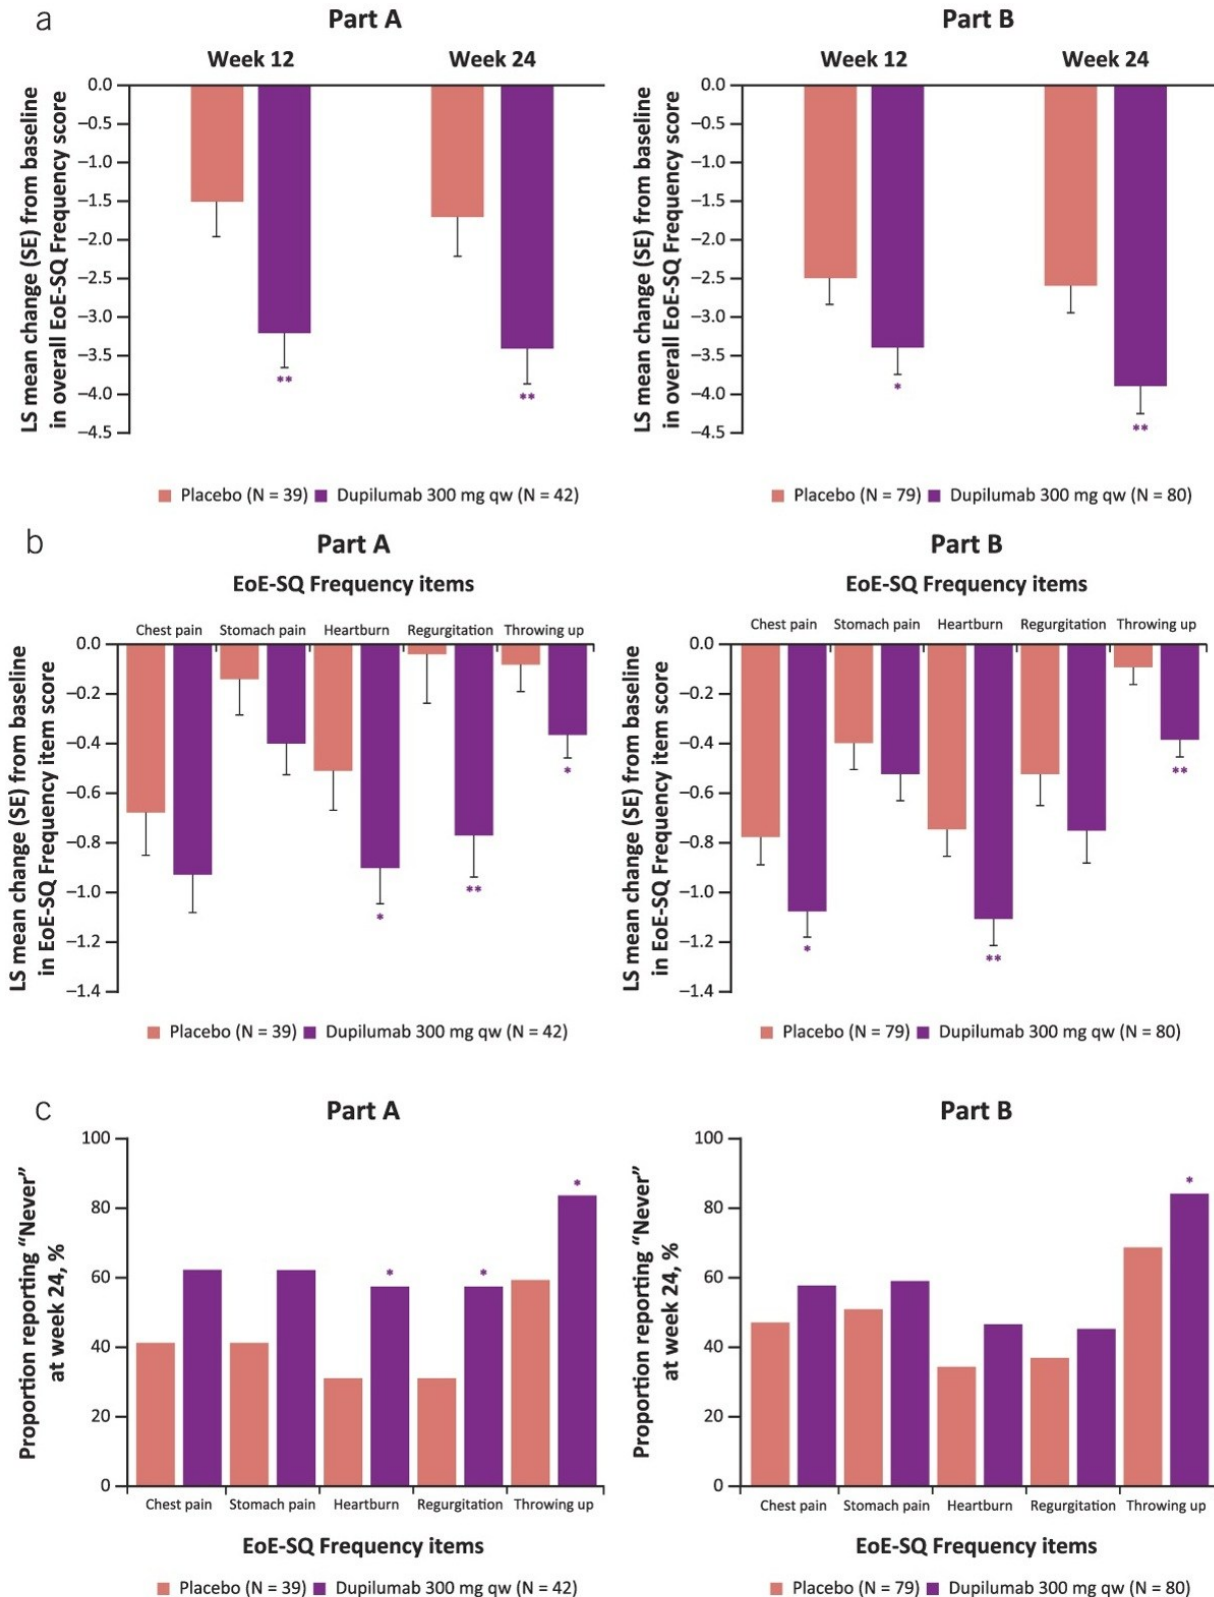 a
Part A
Week 12
Week 24
LS mean change (SE) from baseline
in overall EoE-SQ Frequency score
0.0
−0.5
−1.0
−1.5
−2.0
−2.5
−3.0
−3.5
−4.0
−4.5
**
**
Placebo (N = 39) Dupilumab 300 mg qw (N = 42)
Part B
Week 12
Week 24
LS mean change (SE) from baseline
in overall EoE-SQ Frequency score
0.0
−0.5
−1.0
−1.5
−2.0
−2.5
−3.0
−3.5
−4.0
−4.5
*
**
Placebo (N = 79) Dupilumab 300 mg qw (N = 80)
b
Part A
EoE-SQ Frequency items
Chest pain Stomach pain Heartburn Regurgitation Throwing up
LS mean change (SE) from baseline
in EoE-SQ Frequency item score
0.0
−0.2
−0.4
−0.6
−0.8
−1.0
−1.2
−1.4
*
**
*
Placebo (N = 39) Dupilumab 300 mg qw (N = 42)
Part B
EoE-SQ Frequency items
Chest pain Stomach pain Heartburn Regurgitation Throwing up
LS mean change (SE) from baseline
in EoE-SQ Frequency item score
0.0
−0.2
−0.4
−0.6
−0.8
−1.0
−1.2
−1.4
*
**
**
Placebo (N = 79) Dupilumab 300 mg qw (N = 80)
c
Part A
Proportion reporting “Never”
at week 24, %
100
80
60
40
20
0
*
*
*
Chest pain Stomach pain Heartburn Regurgitation Throwing up
EoE-SQ Frequency items
Placebo (N = 39) Dupilumab 300 mg qw (N = 42)
Part B
Proportion reporting “Never”
at week 24, %
100
80
60
40
20
0
*
Chest pain Stomach pain Heartburn Regurgitation Throwing up
EoE-SQ Frequency items
Placebo (N = 79) Dupilumab 300 mg qw (N = 80)